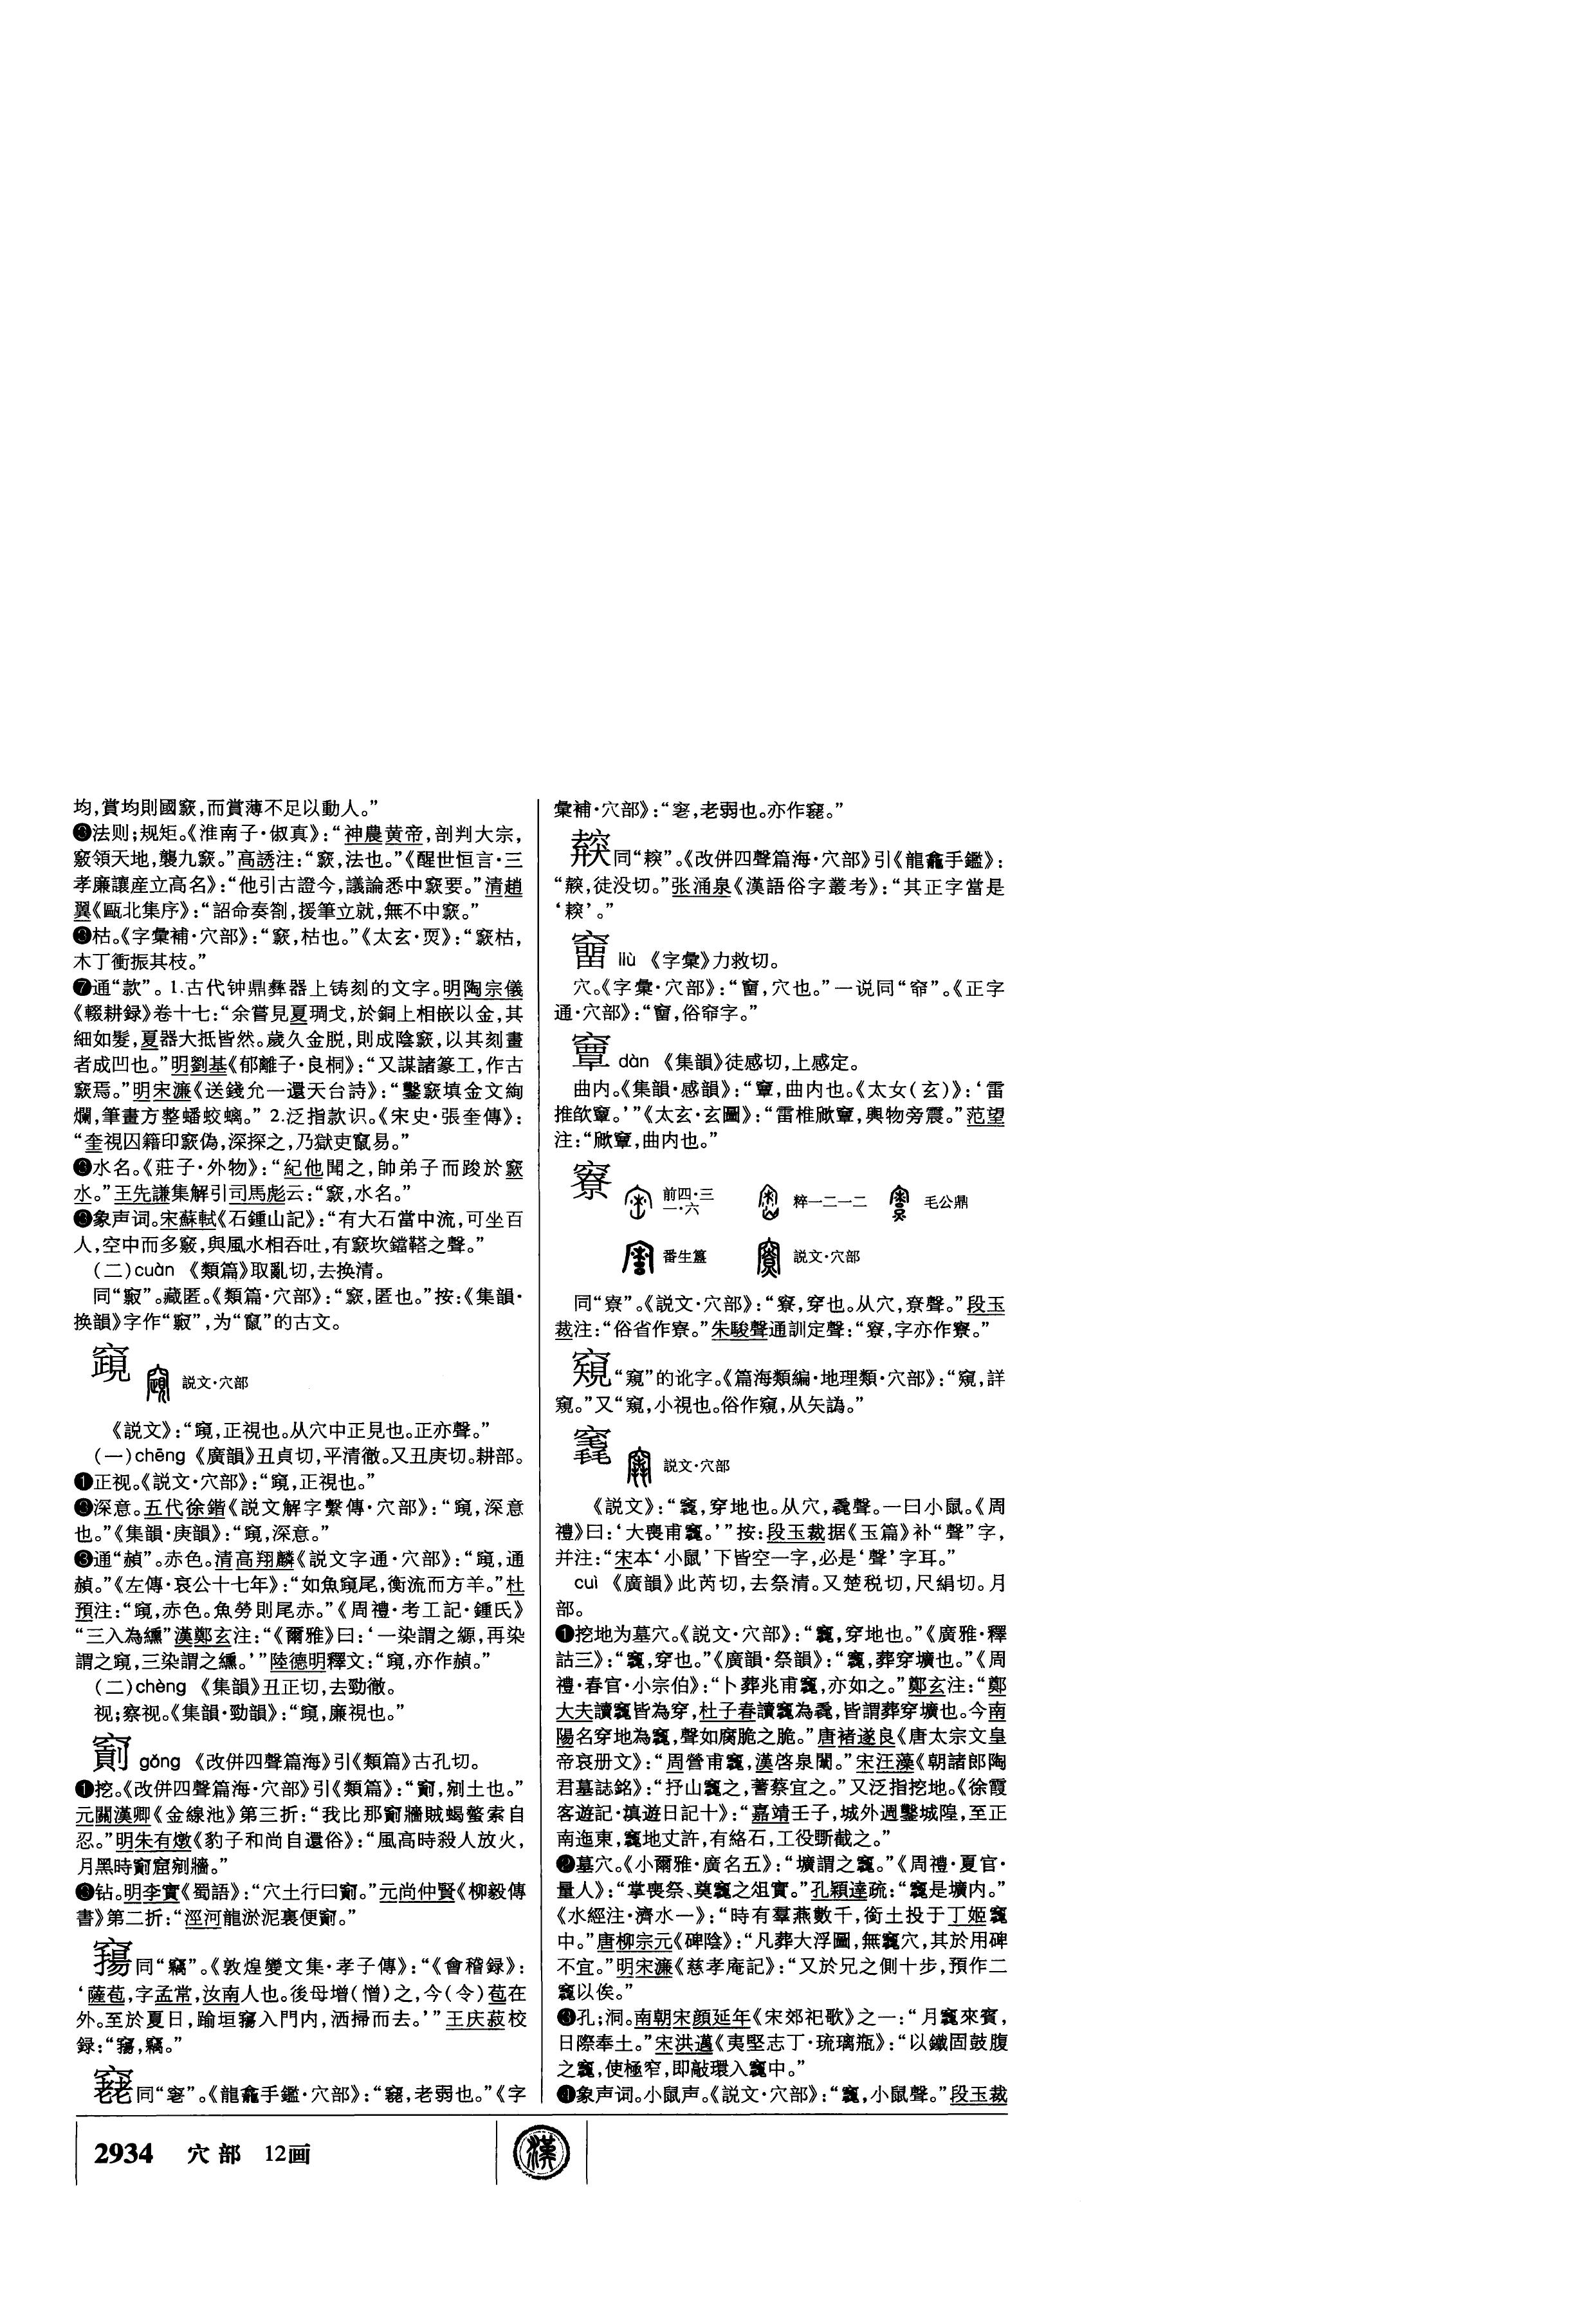 均，賞均則國窾，而賞薄不足以動人。”
❸法则；规矩。《淮南子·俶真》：“神農黄帝，剖判大宗，
窾領天地，襲九窾。”高誘注：“窾，法也。”《醒世恒言·三
孝廉讓産立高名》：“他引古證今，議論悉中窾要。”清趙
翼《甌北集序》：“詔命奏劄，援筆立就，無不中窾。”
❸枯。《字彙補·穴部》：“窾，枯也。”《太玄·耎》：“窾枯，
木丁衝振其枝。”
❼通“款”。1.古代钟鼎彝器上铸刻的文字。明陶宗儀
《輟耕録》卷十七：“余嘗見夏琱戈，於銅上相嵌以金，其
細如髮，夏器大抵皆然。歲久金脱，則成陰窾，以其刻畫
者成凹也。”明劉基《郁離子·良桐》：“又謀諸篆工，作古
窾焉。”明宋濂《送錢允一還天台詩》：“鑿窾填金文絢
爛，筆畫方整蟠蛟螭。” 2.泛指款识。《宋史·張奎傳》：
“奎視囚籍印窾偽，深探之，乃獄吏竄易。”
❸水名。《莊子·外物》：“紀他聞之，帥弟子而踆於窾
水。”王先謙集解引司馬彪云：“窾，水名。”
❸象声词。宋蘇軾《石鍾山記》：“有大石當中流，可坐百
人，空中而多竅，與風水相吞吐，有窾坎鏜鞳之聲。”
(二)cuàn 《類篇》取亂切，去换清。
同“㝮”。藏匿。《類篇·穴部》：“窾，匿也。”按：《集韻·
换韻》字作“㝮”，为“竄”的古文。
竀 説文·穴部
《説文》：“竀，正視也。从穴中正見也。正亦聲。”
(一)chēng 《廣韻》丑貞切，平清徹。又丑庚切。耕部。
❶正视。《説文·穴部》：“竀，正視也。”
❷深意。五代徐鍇《説文解字繫傳·穴部》：“竀，深意
也。”《集韻·庚韻》：“竀，深意。”
❸通“赬”。赤色。清高翔麟《説文字通·穴部》：“竀，通
赬。”《左傳·哀公十七年》：“如魚竀尾，衡流而方羊。”杜
預注：“竀，赤色。魚勞則尾赤。”《周禮·考工記·鍾氏》
“三入為纁”漢鄭玄注：“《爾雅》曰：‘一染謂之縓，再染
謂之竀，三染謂之纁。’”陸德明釋文：“竀，亦作赬。”
(二)chèng 《集韻》丑正切，去勁徹。
视；察视。《集韻·勁韻》：“竀，廉視也。”
gǒng 《改併四聲篇海》引《類篇》古孔切。
❶挖。《改併四聲篇海·穴部》引《類篇》：“，剜土也。”
元關漢卿《金線池》第三折：“我比那牆賊蝎螫索自
忍。”明朱有燉《豹子和尚自還俗》：“風高時殺人放火，
月黑時窟剜牆。”
❷钻。明李實《蜀語》：“穴土行曰。”元尚仲賢《柳毅傳
書》第二折：“涇河龍淤泥裏便。”
同“竊”。《敦煌變文集·孝子傳》：“《會稽録》：
‘薩苞，字孟常，汝南人也。後母增(憎)之，今(令)苞在
外。至於夏日，踰垣入門内，洒掃而去。’”王庆菽校
録：“，竊。”
同“窣”。《龍龕手鑑·穴部》：“，老弱也。”《字
彙補·穴部》：“，老弱也。亦作。”
同“”。《改併四聲篇海·穴部》引《龍龕手鑑》：
“，徒没切。”张涌泉《漢語俗字叢考》：“其正字當是
‘’。”
liù 《字彙》力救切。
穴。《字彙·穴部》：“，穴也。”一说同“帘”。《正字
通·穴部》：“，俗帘字。”
dàn 《集韻》徒感切，上感定。
曲内。《集韻·感韻》：“，曲内也。《太女(玄)》：‘雷
推欿。’”《太玄·玄圖》：“雷椎，輿物旁震。”范望
注：“，曲内也。”
寮 前四·三一·六 粹一二一二 毛公鼎
番生簋 説文·穴部
同“寮”。《説文·穴部》：“竂，穿也。从穴，尞聲。”段玉
裁注：“俗省作寮。”朱駿聲通訓定聲：“竂，字亦作寮。”
“窺”的讹字。《篇海類編·地理類·穴部》：“，詳
窺。”又“窺，小視也。俗作，从矢譌。”
竁 説文·穴部
《説文》：“竁，穿地也。从穴，毳聲。一曰小鼠。《周
禮》曰：‘大喪甫竁。’”按：段玉裁据《玉篇》补“聲”字，
并注：“宋本‘小鼠’下皆空一字，必是‘聲’字耳。”
cuì 《廣韻》此芮切，去祭清。又楚税切，尺絹切。月
部。
❶挖地为墓穴。《説文·穴部》：“竁，穿地也。”《廣雅·釋
詁三》：“竁，穿也。”《廣韻·祭韻》：“竁，葬穿壙也。”《周
禮·春官·小宗伯》：“卜葬兆甫竁，亦如之。”鄭玄注：“鄭
大夫讀竁皆為穿，杜子春讀竁為毳，皆謂葬穿壙也。今南
陽名穿地為竁，聲如腐脆之脆。”唐褚遂良《唐太宗文皇
帝哀册文》：“周營甫竁，漢啓泉闈。”宋汪藻《朝諸郎陶
君墓誌銘》：“抒山竁之，蓍蔡宜之。”又泛指挖地。《徐霞
客遊記·滇遊日記十》：“嘉靖壬子，城外週鑿城隍，至正
南迤東，竁地丈許，有絡石，工役斲截之。”
❷墓穴。《小爾雅·廣名五》：“壙謂之竁。”《周禮·夏官·
量人》：“掌喪祭、奠竁之俎實。”孔穎達疏：“竁是壙内。”
《水經注·濟水一》：“時有羣燕數千，銜土投于丁姬竁
中。”唐柳宗元《碑陰》：“凡葬大浮圖，無竁穴，其於用碑
不宜。”明宋濂《慈孝庵記》：“又於兄之側十步，預作二
竁以俟。”
❸孔；洞。南朝宋顔延年《宋郊祀歌》之一：“月竁來賓，
日際奉土。”宋洪邁《夷堅志丁·琉璃瓶》：“以鐵固鼓腹
之竁，使極窄，即敲環入竁中。”
❹象声词。小鼠声。《説文·穴部》：“竁，小鼠聲。”段玉裁
2934 穴部 12画
漢